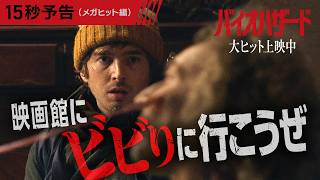 15秒予告（メガヒット編）
バイオハザード
大ヒット上映中
映画館に
ビビりに行こうぜ